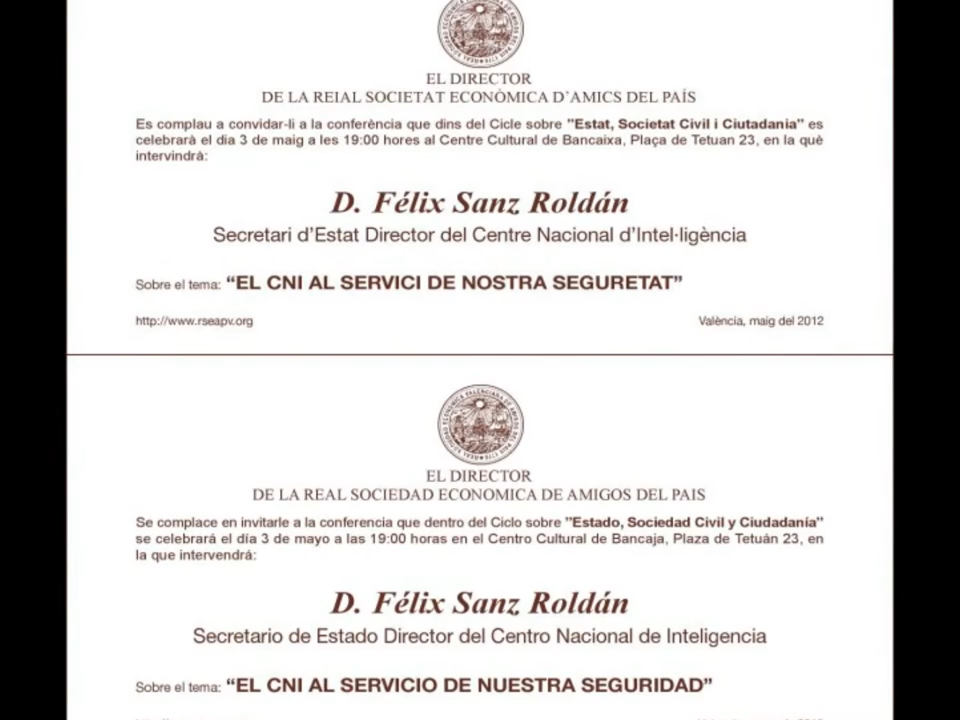 EL DIRECTOR
DE LA REIAL SOCIETAT ECONÒMICA D'AMICS DEL PAÍS
Es complau a convidar-li a la conferència que dins del Cicle sobre "Estat, Societat Civil i Ciutadania" es
celebrarà el dia 3 de maig a les 19:00 hores al Centre Cultural de Bancaixa, Plaça de Tetuan 23, en la què
intervindrà:
D. Félix Sanz Roldán
Secretari d'Estat Director del Centre Nacional d'Intel·ligència
Sobre el tema: "EL CNI AL SERVICI DE NOSTRA SEGURETAT"
http://www.rseapv.org València, maig del 2012
EL DIRECTOR
DE LA REAL SOCIEDAD ECONOMICA DE AMIGOS DEL PAIS
Se complace en invitarle a la conferencia que dentro del Ciclo sobre "Estado, Sociedad Civil y Ciudadanía"
se celebrará el día 3 de mayo a las 19:00 horas en el Centro Cultural de Bancaja, Plaza de Tetuán 23, en
la que intervendrá:
D. Félix Sanz Roldán
Secretario de Estado Director del Centro Nacional de Inteligencia
Sobre el tema: "EL CNI AL SERVICIO DE NUESTRA SEGURIDAD"